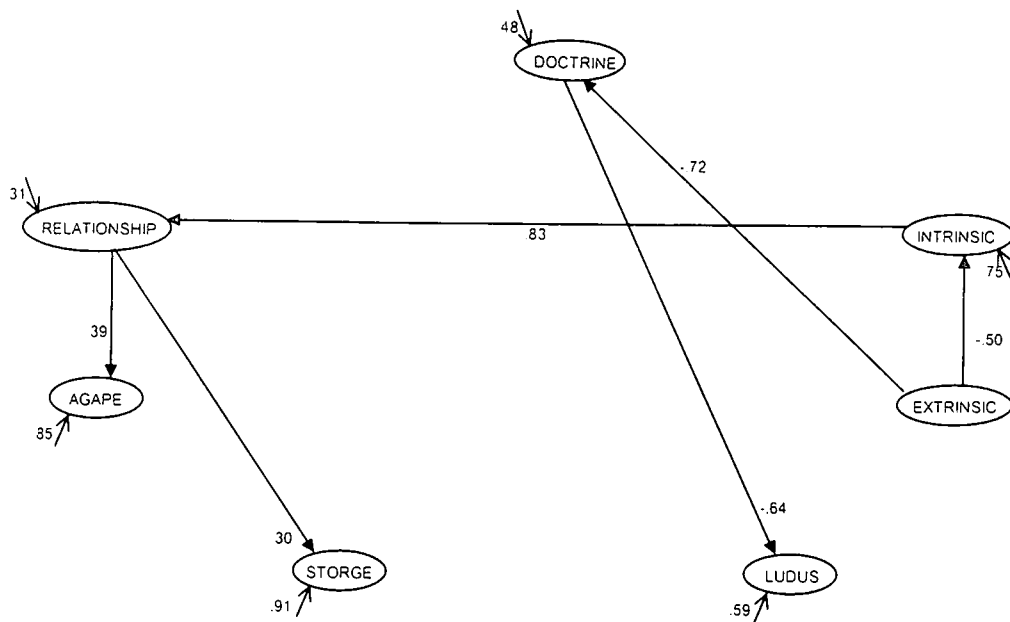 48
DOCTRINE
-.72
31
RELATIONSHIP
.83
INTRINSIC
75
39
-.50
AGAPE
EXTRINSIC
35
-.64
30
STORGE
LUDUS
.91
.59